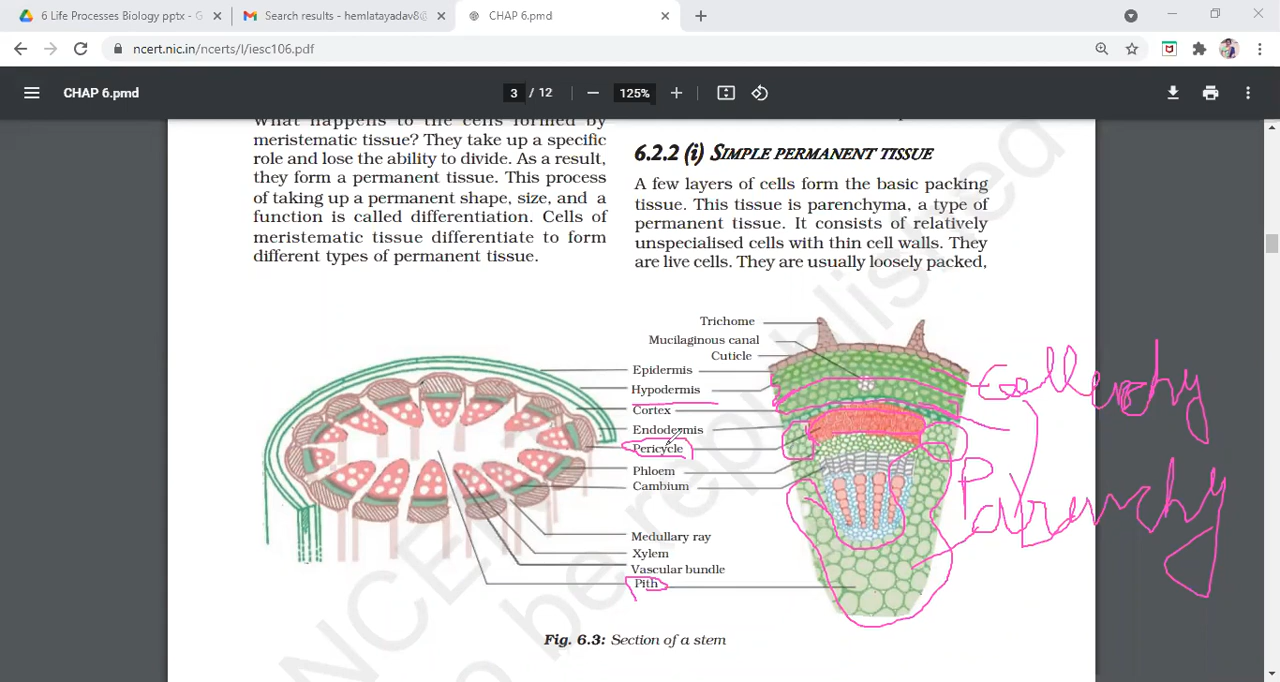 6 Life Processes Biology pptx - G
Search results - hemlatayadav8@
CHAP 6.pmd
ncert.nic.in/ncerts/l/iesc106.pdf
CHAP 6.pmd
3 / 12
125%
What happens to the cells formed by
meristematic tissue? They take up a specific
role and lose the ability to divide. As a result,
they form a permanent tissue. This process
of taking up a permanent shape, size, and a
function is called differentiation. Cells of
meristematic tissue differentiate to form
different types of permanent tissue.
6.2.2 (i) SIMPLE PERMANENT TISSUE
A few layers of cells form the basic packing
tissue. This tissue is parenchyma, a type of
permanent tissue. It consists of relatively
unspecialised cells with thin cell walls. They
are live cells. They are usually loosely packed,
Trichome
Mucilaginous canal
Cuticle
Epidermis
Hypodermis
Cortex
Endodermis
Pericycle
Phloem
Cambium
Medullary ray
Xylem
Vascular bundle
Pith
Fig. 6.3: Section of a stem
NCERT
be republished